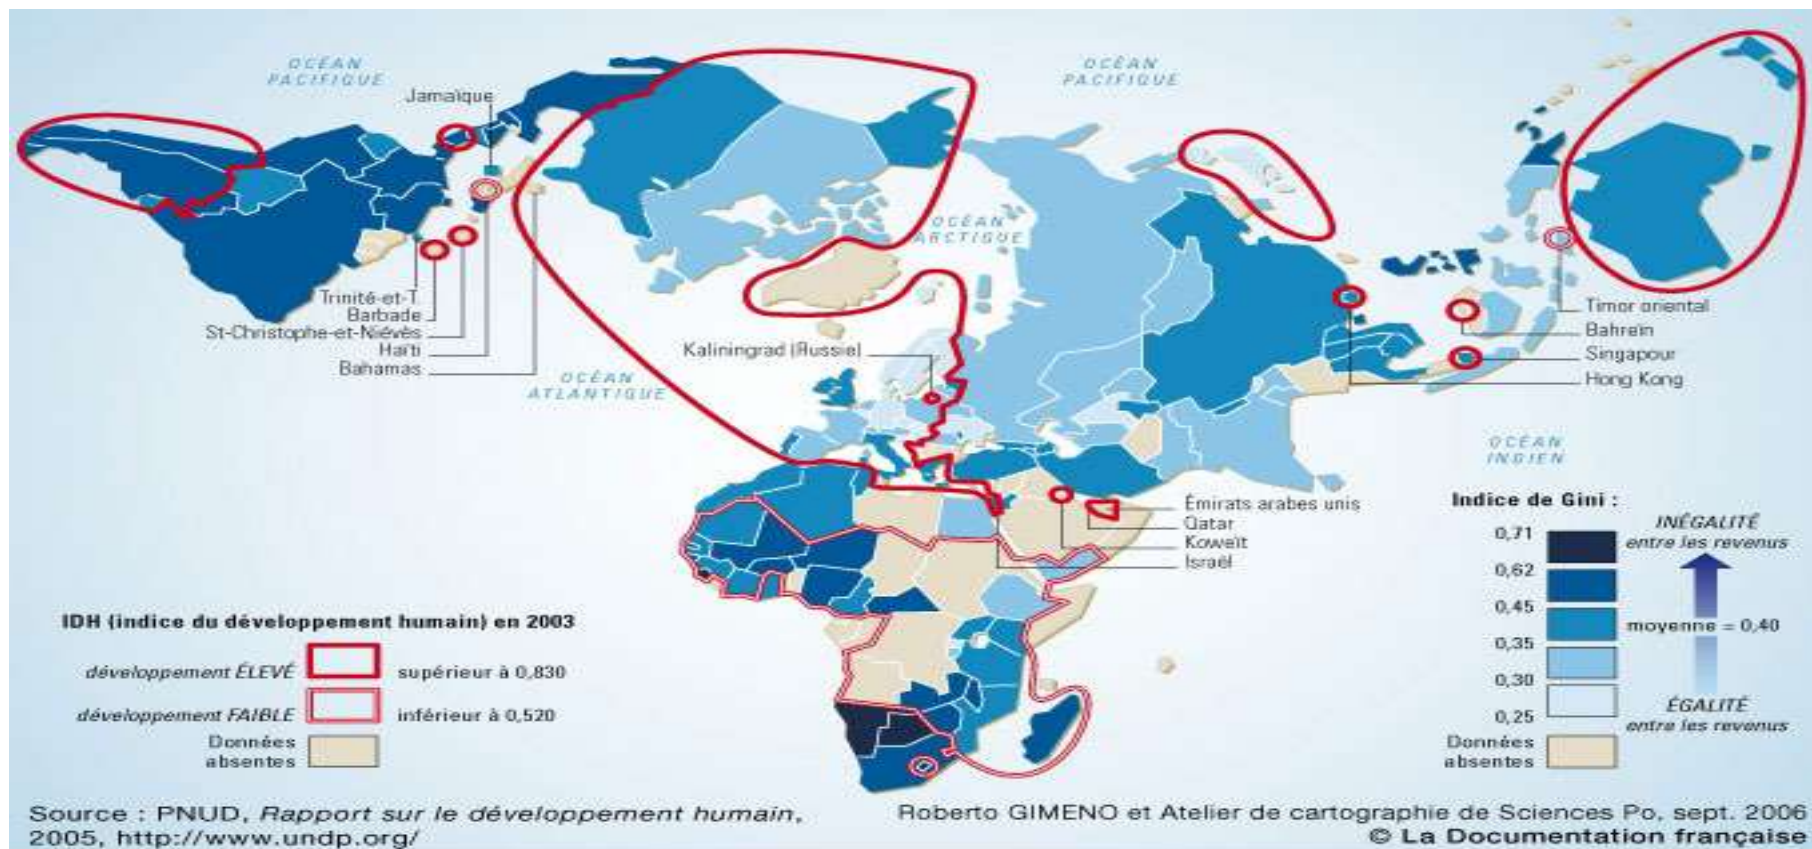 OCÉAN
PACIFIQUE
OCÉAN
PACIFIQUE
Jamaïque
OCÉAN
ARCTIQUE
Trinité-et-T.
Barbade
St-Christophe-et-Niévès
Haïti
Bahamas
Kaliningrad (Russie)
OCÉAN
ATLANTIQUE
Timor oriental
Bahreïn
Singapour
Hong Kong
OCÉAN
INDIEN
Émirats arabes unis
Qatar
Koweït
Israël
Indice de Gini :
0,71
0,62
0,45
0,35
0,30
0,25
INÉGALITÉ
entre les revenus
moyenne = 0,40
ÉGALITÉ
entre les revenus
Données
absentes
IDH (indice du développement humain) en 2003
développement ÉLEVÉ supérieur à 0,830
développement FAIBLE inférieur à 0,520
Données
absentes
Source : PNUD, Rapport sur le développement humain,
2005, http://www.undp.org/
Roberto GIMENO et Atelier de cartographie de Sciences Po, sept. 2006
© La Documentation française